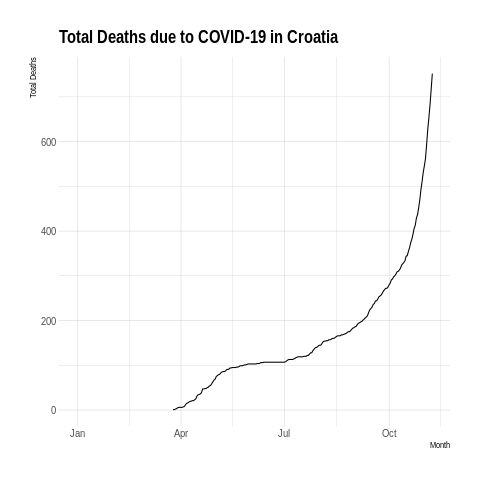 Total Deaths due to COVID-19 in Croatia
Total Deaths
600
400
200
0
Jan Apr Jul Oct
Month